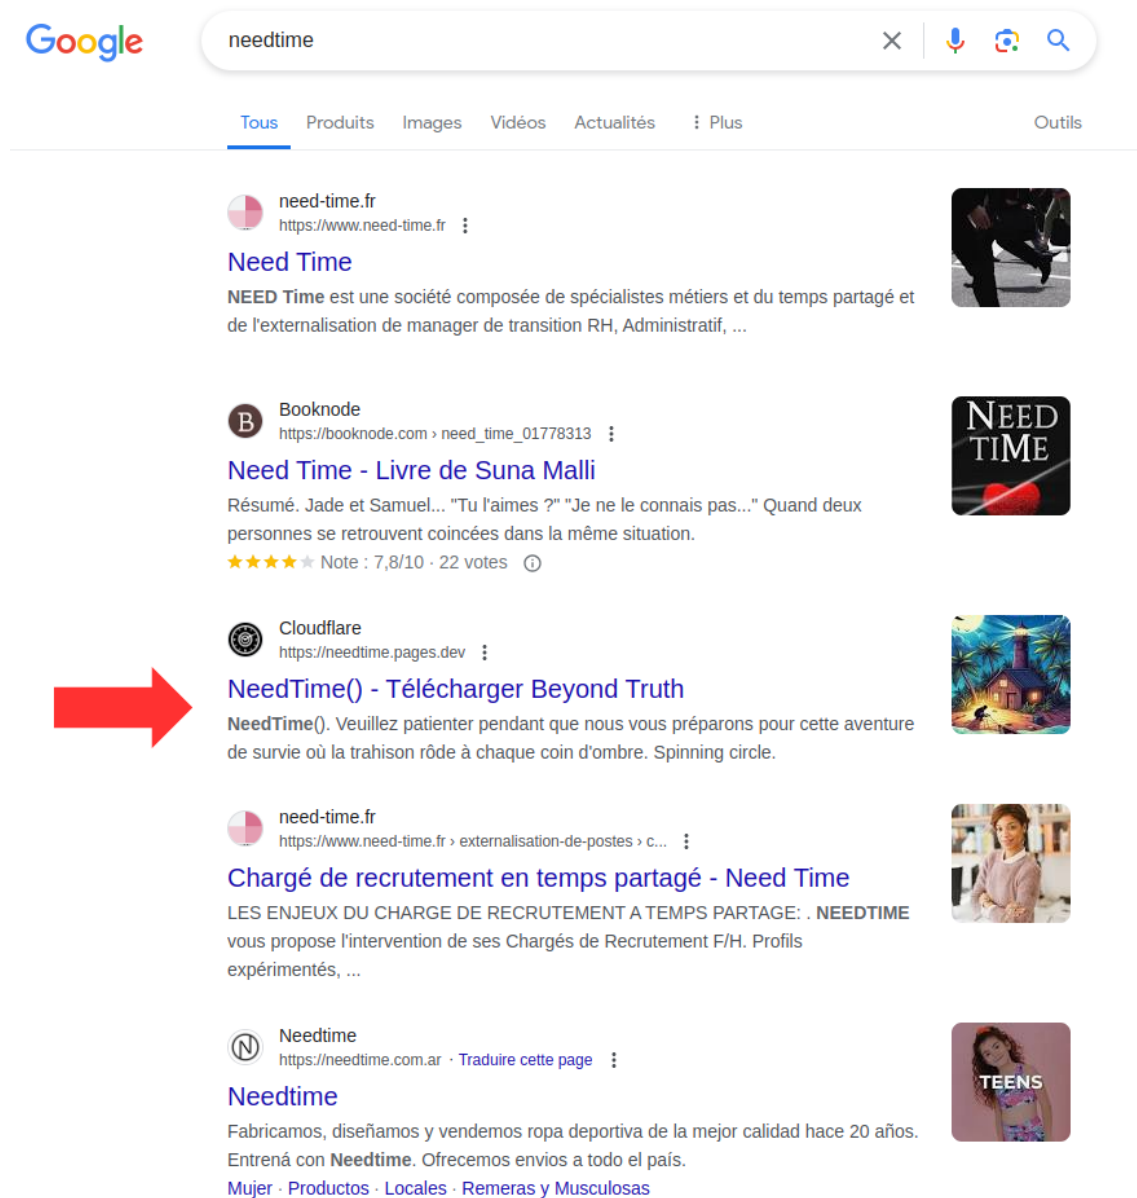 Google
needtime
Tous Produits Images Vidéos Actualités Plus Outils
need-time.fr
https://www.need-time.fr
Need Time
NEED Time est une société composée de spécialistes métiers et du temps partagé et
de l'externalisation de manager de transition RH, Administratif, ...
B
Booknode
https://booknode.com › need_time_01778313
Need Time - Livre de Suna Malli
Résumé. Jade et Samuel... "Tu l'aimes ?" "Je ne le connais pas..." Quand deux
personnes se retrouvent coincées dans la même situation.
Note : 7,8/10 · 22 votes
NEED
TIME
Cloudflare
https://needtime.pages.dev
NeedTime() - Télécharger Beyond Truth
NeedTime(). Veuillez patienter pendant que nous vous préparons pour cette aventure
de survie où la trahison rôde à chaque coin d'ombre. Spinning circle.
need-time.fr
https://www.need-time.fr › externalisation-de-postes › c...
Chargé de recrutement en temps partagé - Need Time
LES ENJEUX DU CHARGE DE RECRUTEMENT A TEMPS PARTAGE: . NEEDTIME
vous propose l'intervention de ses Chargés de Recrutement F/H. Profils
expérimentés, ...
N
Needtime
https://needtime.com.ar · Traduire cette page
Needtime
Fabricamos, diseñamos y vendemos ropa deportiva de la mejor calidad hace 20 años.
Entrená con Needtime. Ofrecemos envios a todo el país.
Mujer · Productos · Locales · Remeras y Musculosas
TEENS